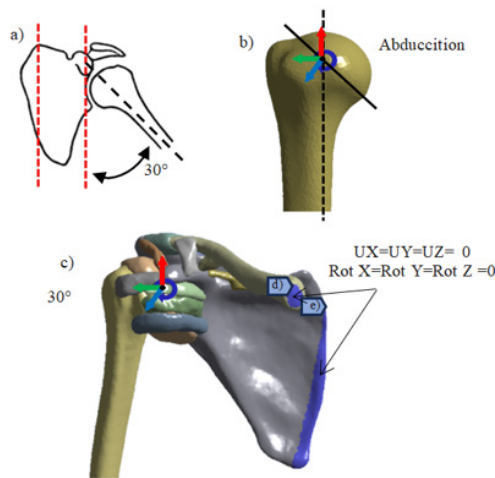 a)
30°
b)
Abduccition
c)
30°
d)
e)
UX=UY=UZ= 0
Rot X=Rot Y=Rot Z =0